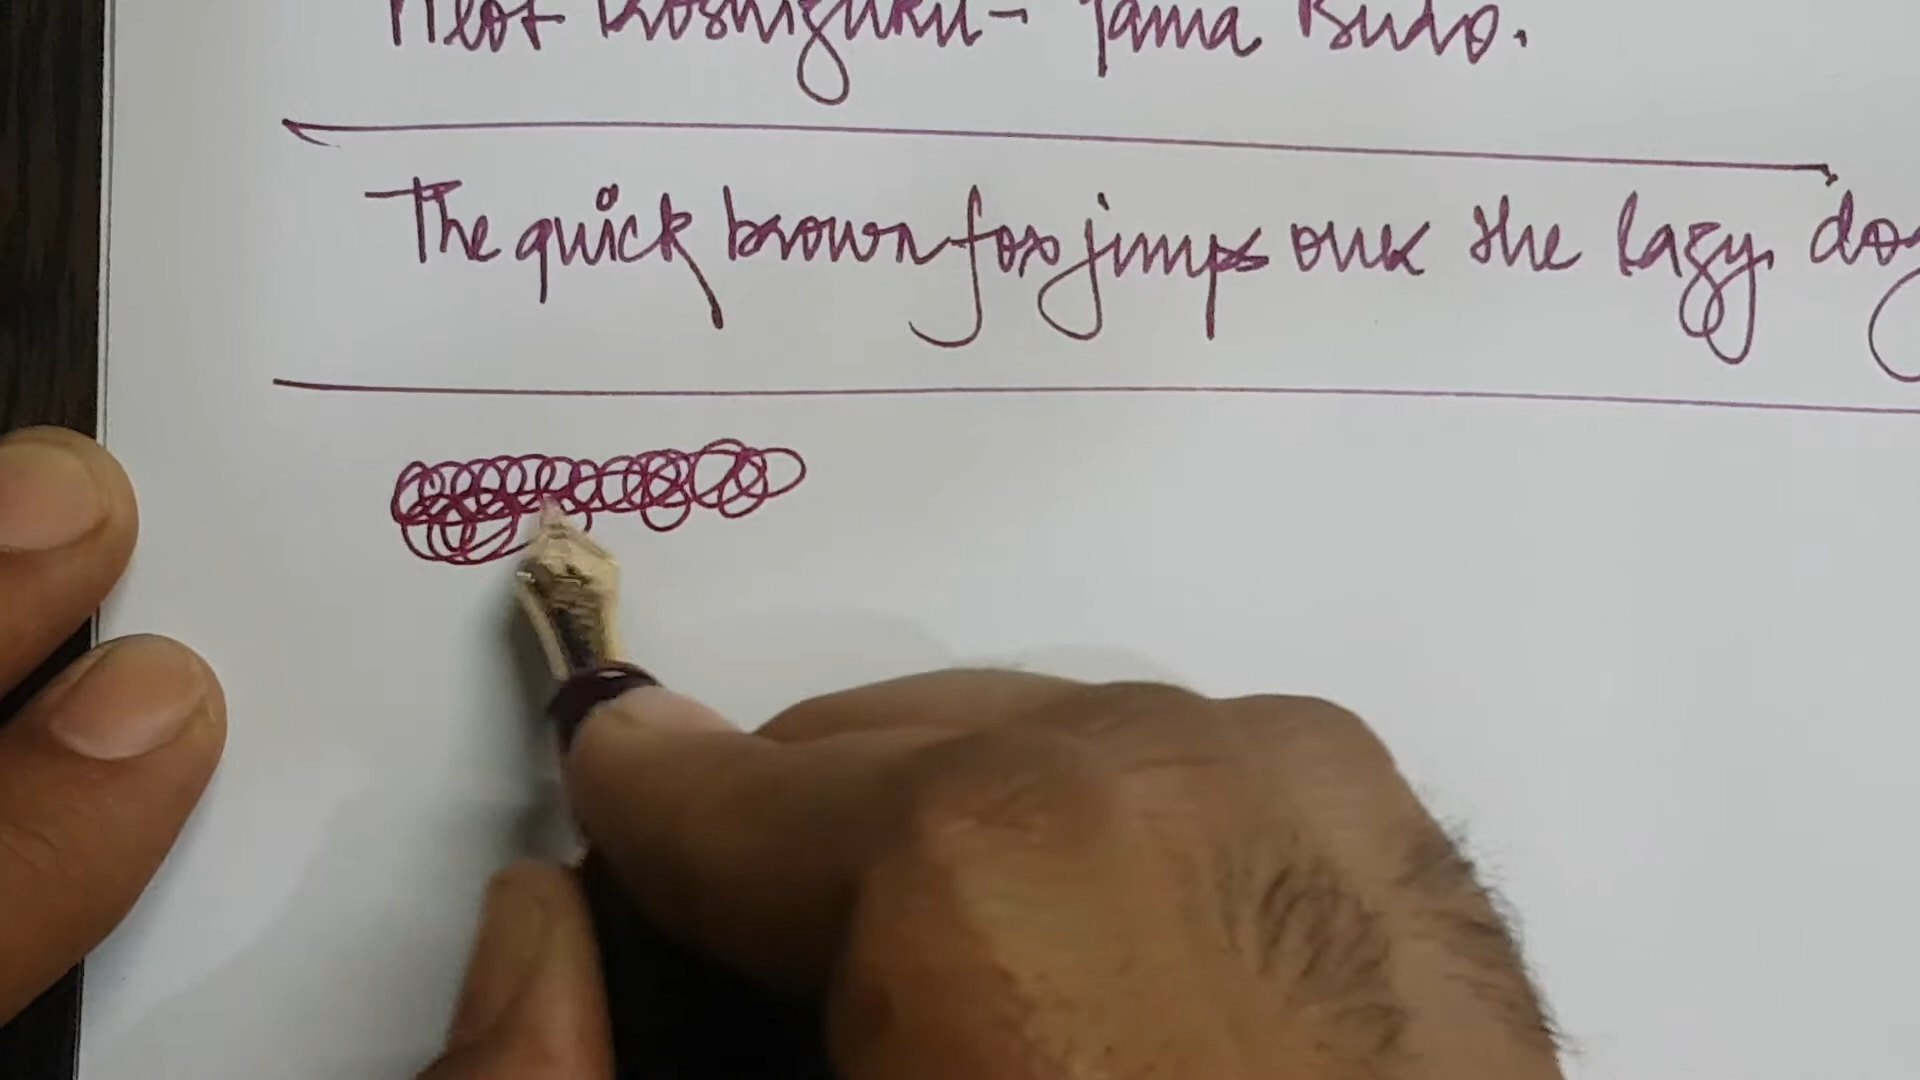 Pilot Iroshizuku - Yama Budo.
The quick brown fox jumps over the lazy dog